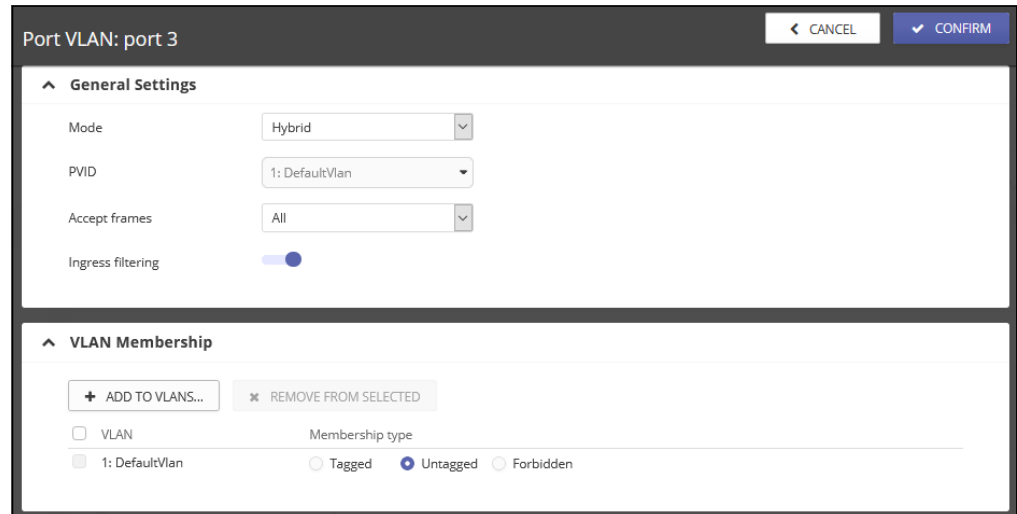 Port VLAN: port 3
CANCEL
CONFIRM
General Settings
Mode Hybrid
PVID 1: DefaultVlan
Accept frames All
Ingress filtering
VLAN Membership
+ ADD TO VLANS... REMOVE FROM SELECTED
VLAN Membership type
1: DefaultVlan Tagged Untagged Forbidden